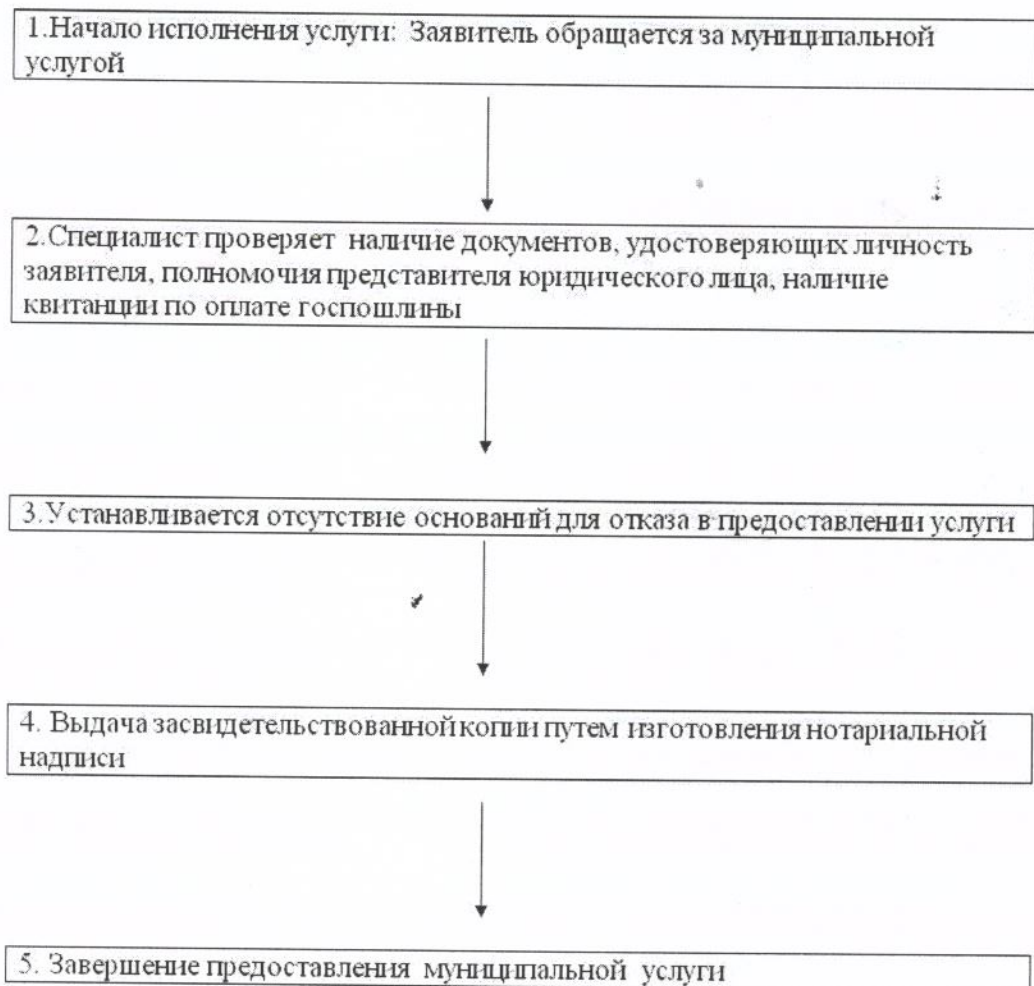 1.Начало исполнения услуги: Заявитель обращается за муниципальной
услугой
2.Специалист проверяет наличие документов, удостоверяющих личность
заявителя, полномочия представителя юридического лица, наличие
квитанции по оплате госпошлины
3.Устанавливается отсутствие оснований для отказа в предоставлении услуги
4. Выдача засвидетельствованной копии путем изготовления нотариальной
надписи
5. Завершение предоставления муниципальной услуги